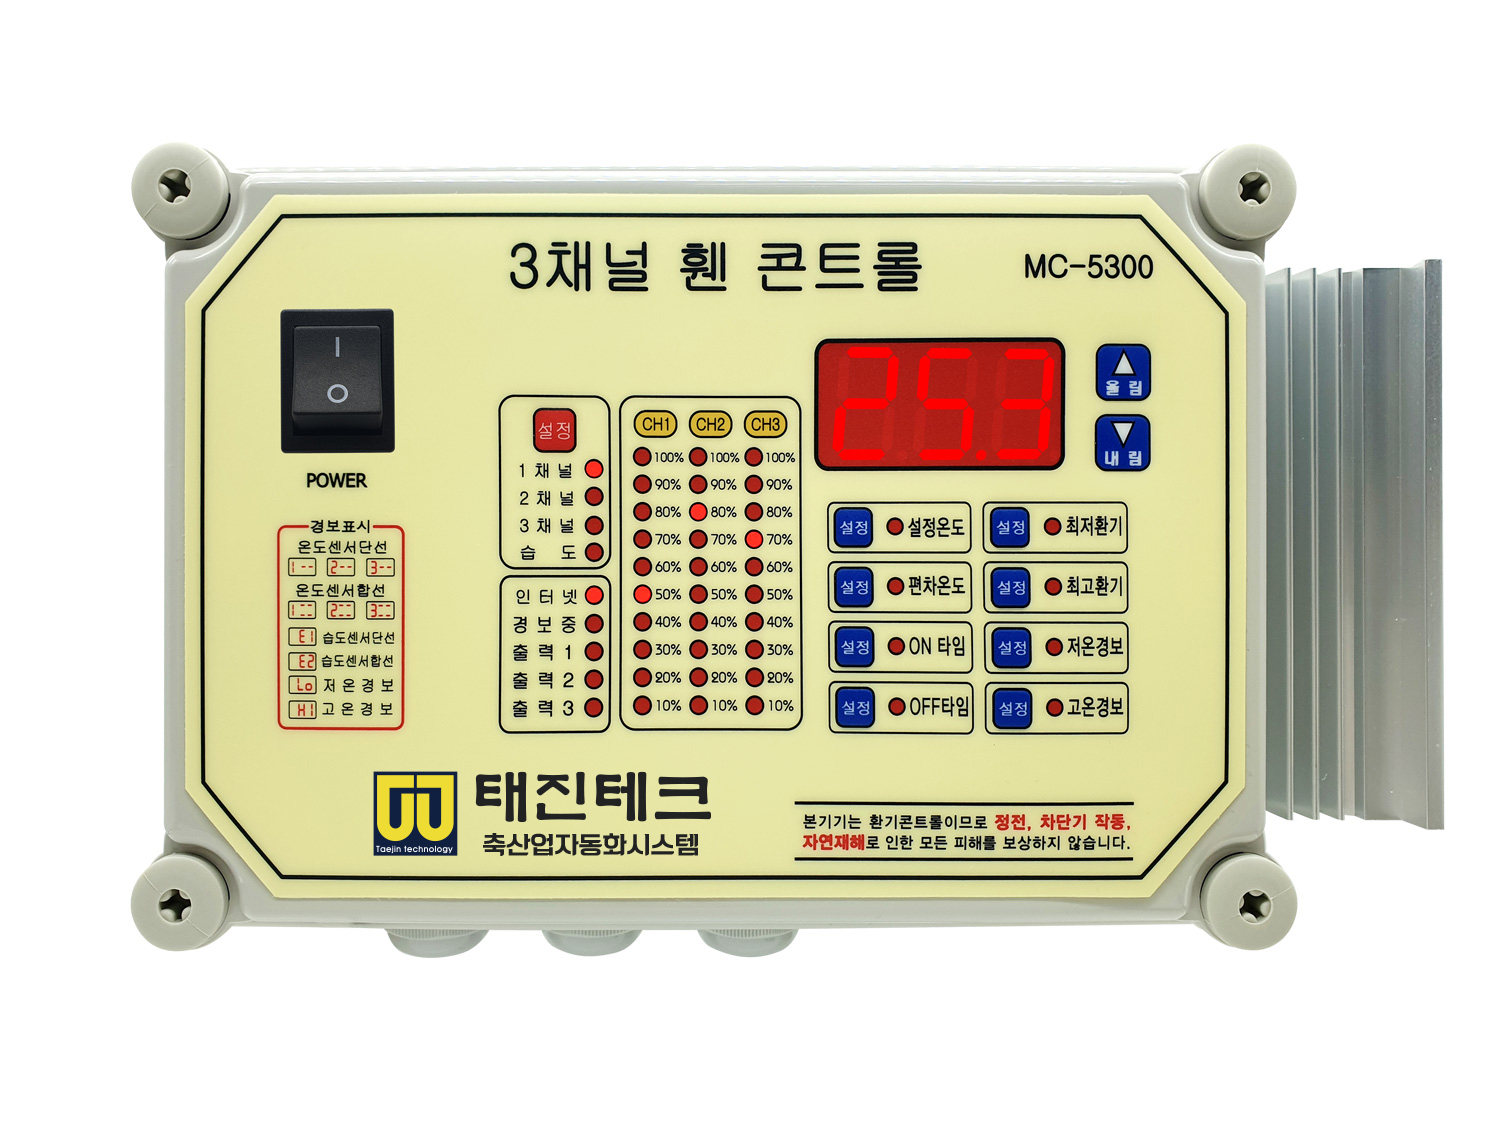 3채널 휀 콘트롤
MC-5300
POWER
경보표시
온도센서단선
1-- 2-- 3--
온도센서합선
1__ 2__ 3__
E1 습도센서단선
E2 습도센서합선
Lo 저온경보
HI 고온경보
설정
1채널
2채널
3채널
습 도
인터넷
경보중
출력1
출력2
출력3
CH1 CH2 CH3
100% 100% 100%
90% 90% 90%
80% 80% 80%
70% 70% 70%
60% 60% 60%
50% 50% 50%
40% 40% 40%
30% 30% 30%
20% 20% 20%
10% 10% 10%
25.3
올림
내림
설정 설정온도 설정 최저환기
설정 편차온도 설정 최고환기
설정 ON 타임 설정 저온경보
설정 OFF타임 설정 고온경보
Taejin technology
태진테크
축산업자동화시스템
본기기는 환기콘트롤이므로 정전, 차단기 작동,
자연재해로 인한 모든 피해를 보상하지 않습니다.